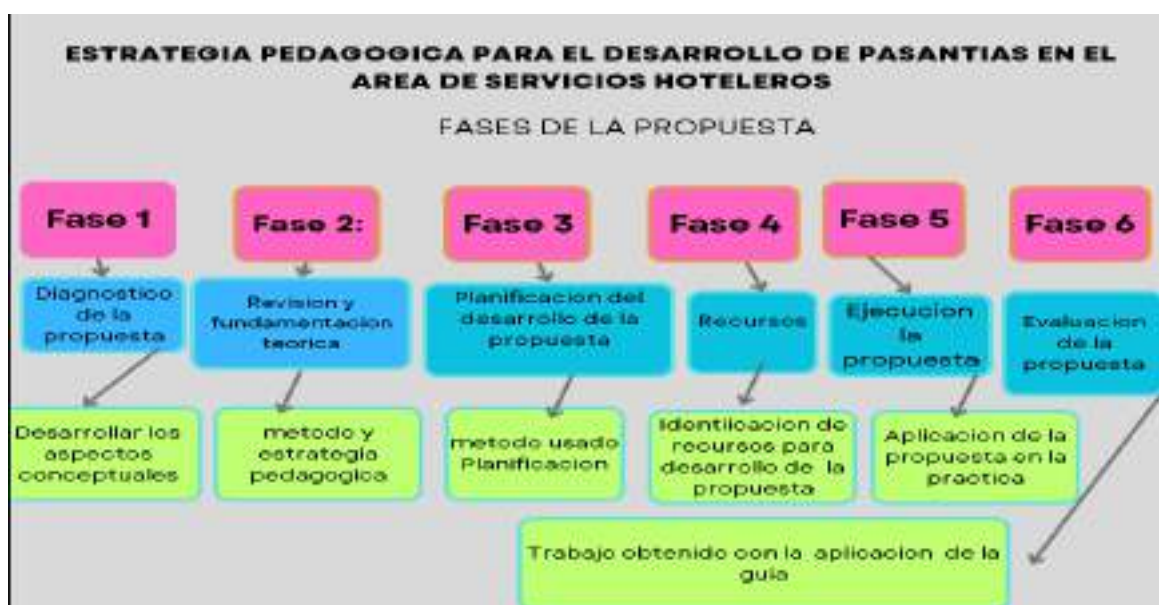 ESTRATEGIA PEDAGOGICA PARA EL DESARROLLO DE PASANTIAS EN EL
AREA DE SERVICIOS HOTELEROS
FASES DE LA PROPUESTA
Fase 1
Fase 2:
Fase 3
Fase 4
Fase 5
Fase 6
Diagnostico
de la
propuesta
Revision y
fundamentacion
teorica
Planificacion del
desarrollo de la
propuesta
Recursos
Ejecucion
la
propuesta
Evaluacion
de la
propuesta
Desarrollar los
aspectos
conceptuales
metodo y
estrategia
pedagogica
metodo usado
Planificacion
Identificacion de
recursos para
desarrollo de la
propuesta
Aplicacion de la
propuesta en la
practica
Trabajo obtenido con la aplicacion de la
guia